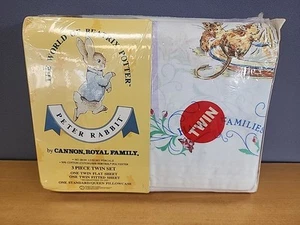 WORLD OF BEATRIX POTTER
PETER RABBIT
by CANNON, ROYAL FAMILY,
3 PIECE TWIN SET
ONE TWIN FLAT SHEET
ONE TWIN FITTED SHEET
ONE STANDARD/QUEEN PILLOWCASE
TWIN
FAMILIES